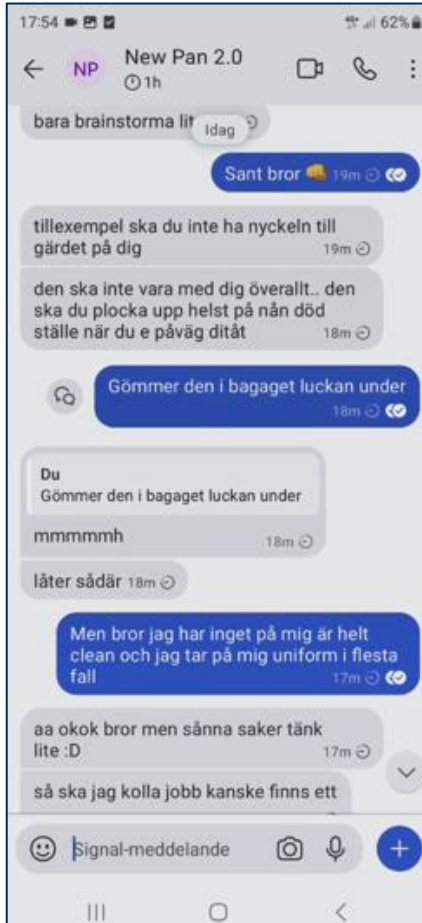 17:54 62%
NP New Pan 2.0
1h
bara brainstorma lit
Idag
Sant bror 👊 19m
tillexempel ska du inte ha nyckeln till
gärdet på dig 19m
den ska inte vara med dig överallt.. den
ska du plocka upp helst på nån död
ställe när du e påväg ditåt 18m
Gömmer den i bagaget luckan under
18m
Du
Gömmer den i bagaget luckan under
mmmmmh 18m
låter sådär 18m
Men bror jag har inget på mig är helt
clean och jag tar på mig uniform i flesta
fall 17m
aa okok bror men sånna saker tänk
lite :D 17m
så ska jag kolla jobb kanske finns ett
Signal-meddelande